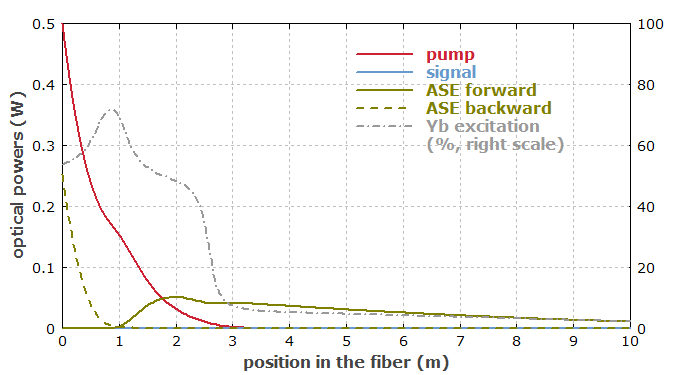 0.5
0.4
0.3
0.2
0.1
0
optical powers (W)
100
80
60
40
20
0
pump
signal
ASE forward
ASE backward
Yb excitation
(%, right scale)
0 1 2 3 4 5 6 7 8 9 10
position in the fiber (m)